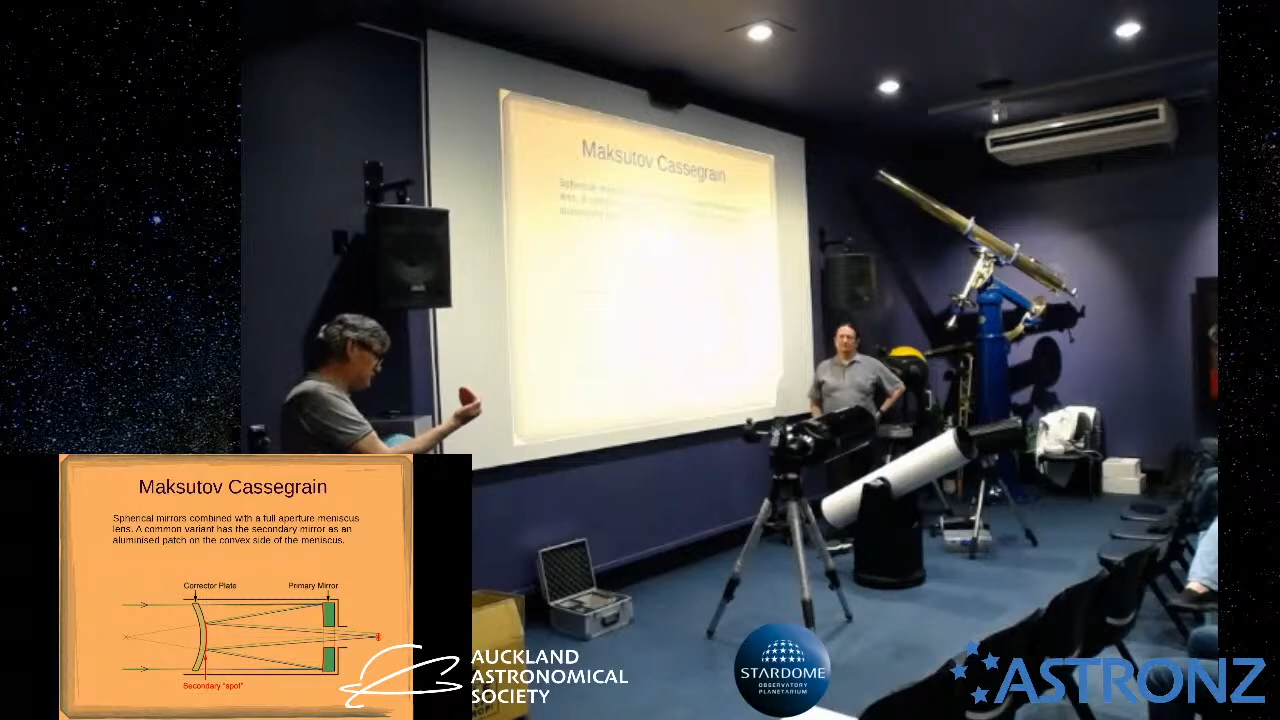 Maksutov Cassegrain
Maksutov Cassegrain
Spherical mirrors combined with a full aperture meniscus
lens. A common variant has the secondary mirror as an
aluminised patch on the convex side of the meniscus.
Corrector Plate
Primary Mirror
Secondary "spot"
AUCKLAND
ASTRONOMICAL
SOCIETY
STARDOME
OBSERVATORY
PLANETARIUM
ASTRONZ